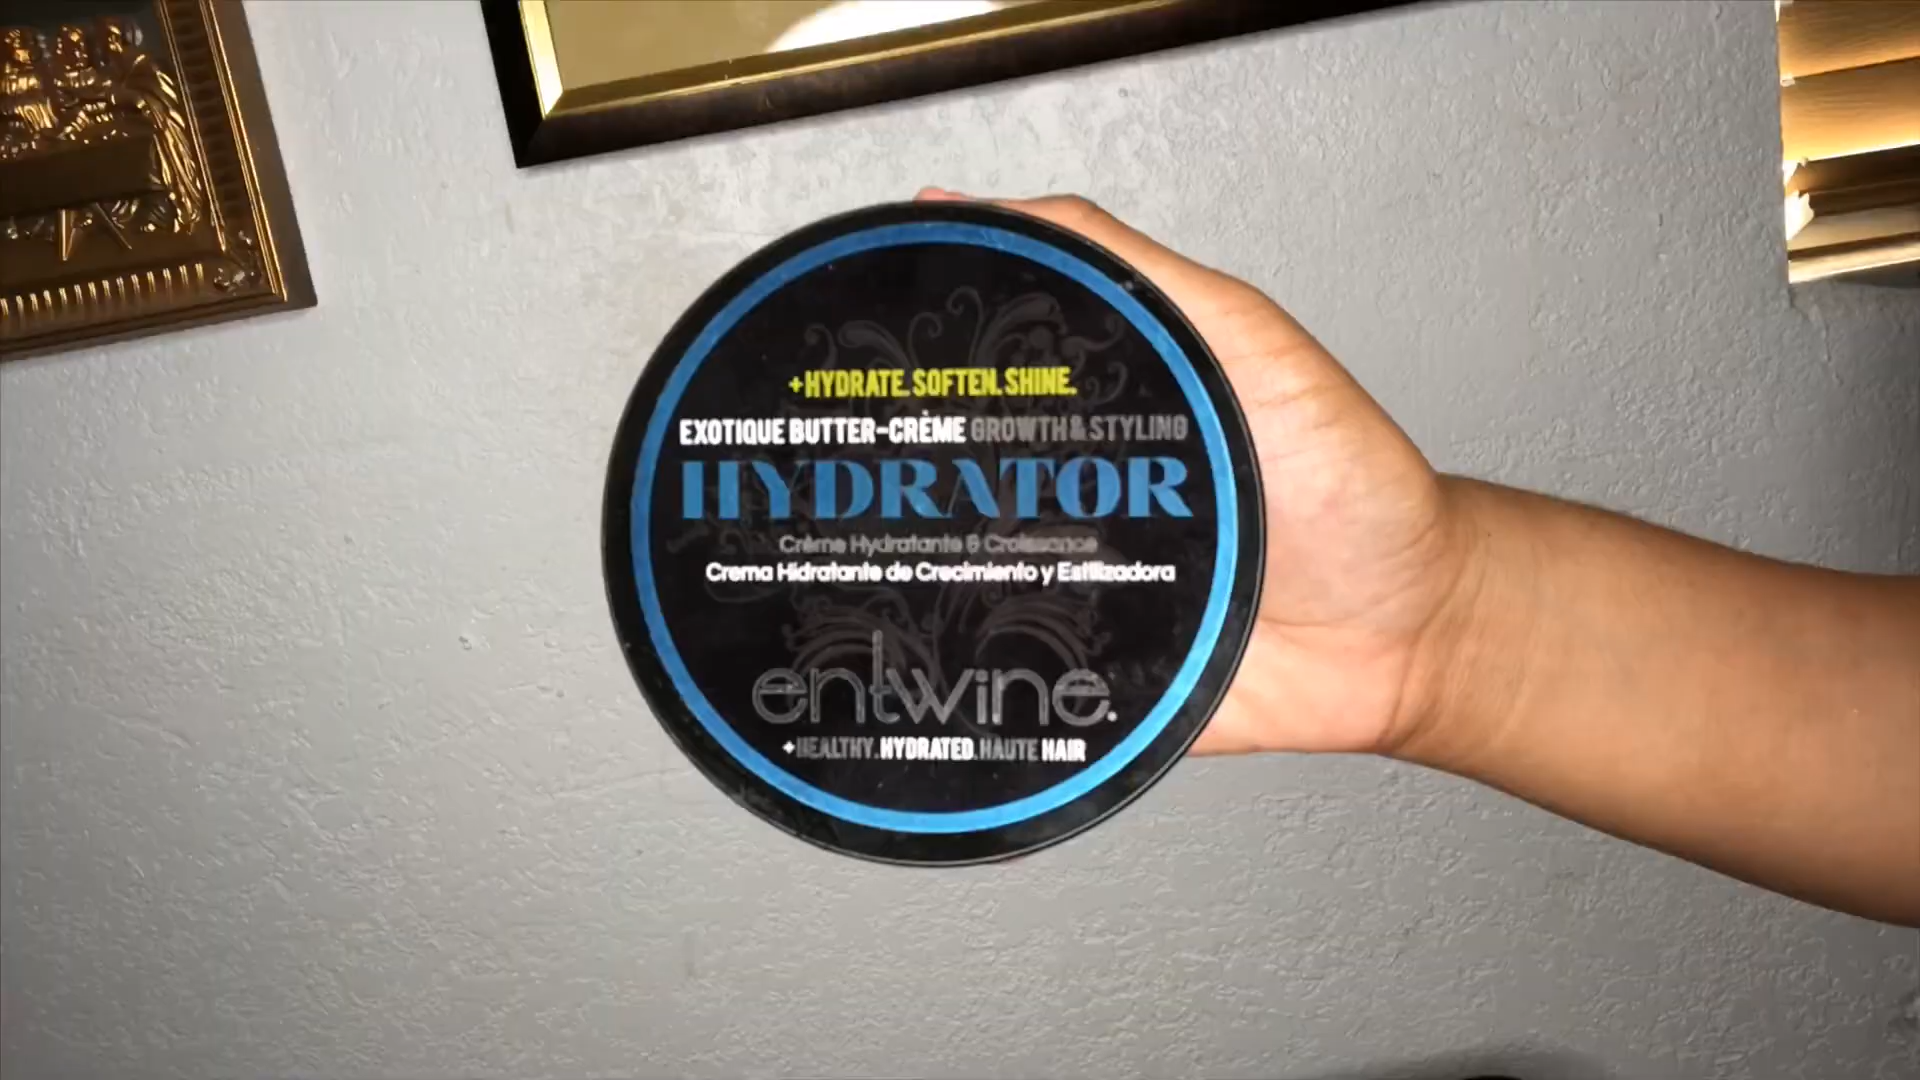 +HYDRATE. SOFTEN. SHINE.
EXOTIQUE BUTTER-CRÈME GROWTH & STYLING
HYDRATOR
Crème Hydratante & Croissance
Crema Hidratante de Crecimiento y Estilizadora
entwine.
+HEALTHY. HYDRATED. HAUTE HAIR